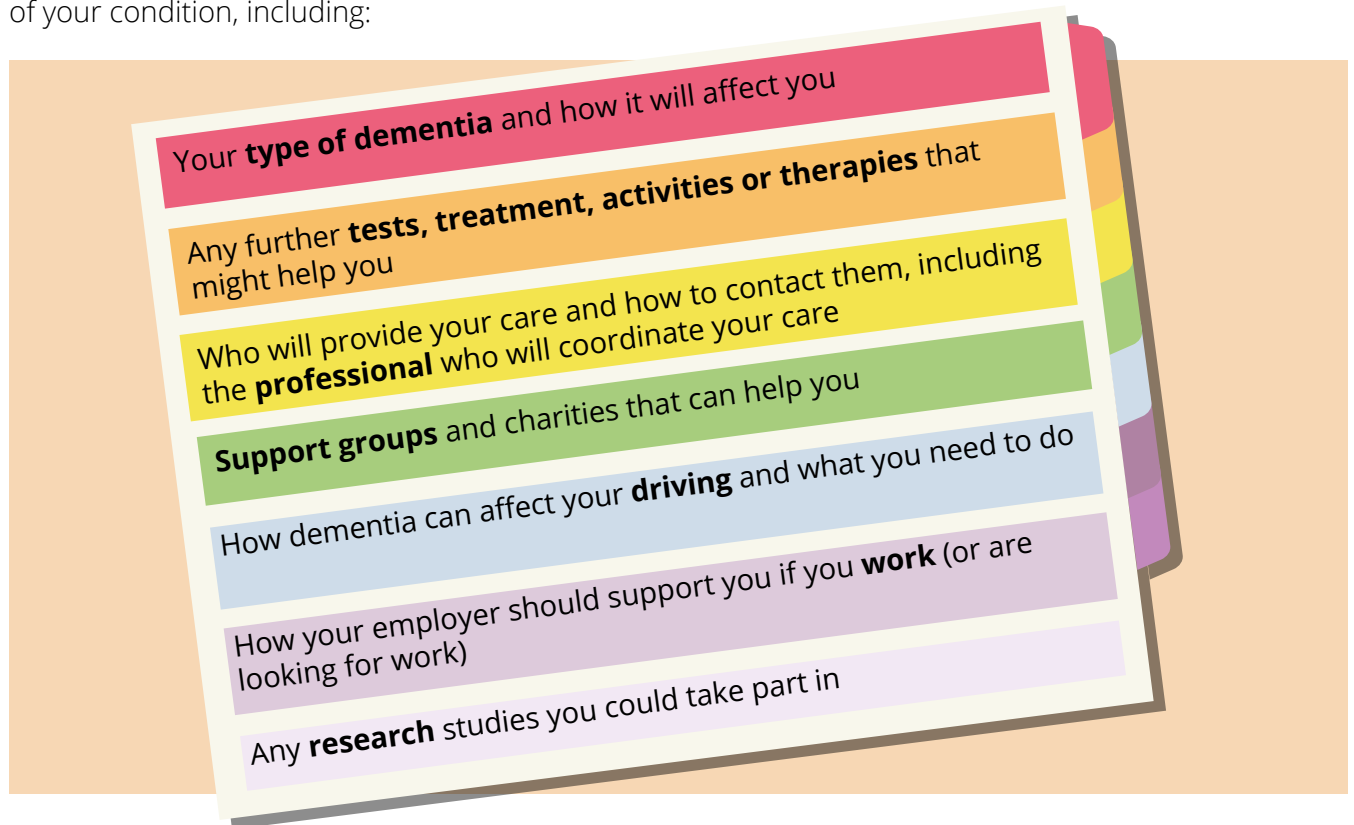 of your condition, including:
Your type of dementia and how it will affect you
Any further tests, treatment, activities or therapies that
might help you
Who will provide your care and how to contact them, including
the professional who will coordinate your care
Support groups and charities that can help you
How dementia can affect your driving and what you need to do
How your employer should support you if you work (or are
looking for work)
Any research studies you could take part in